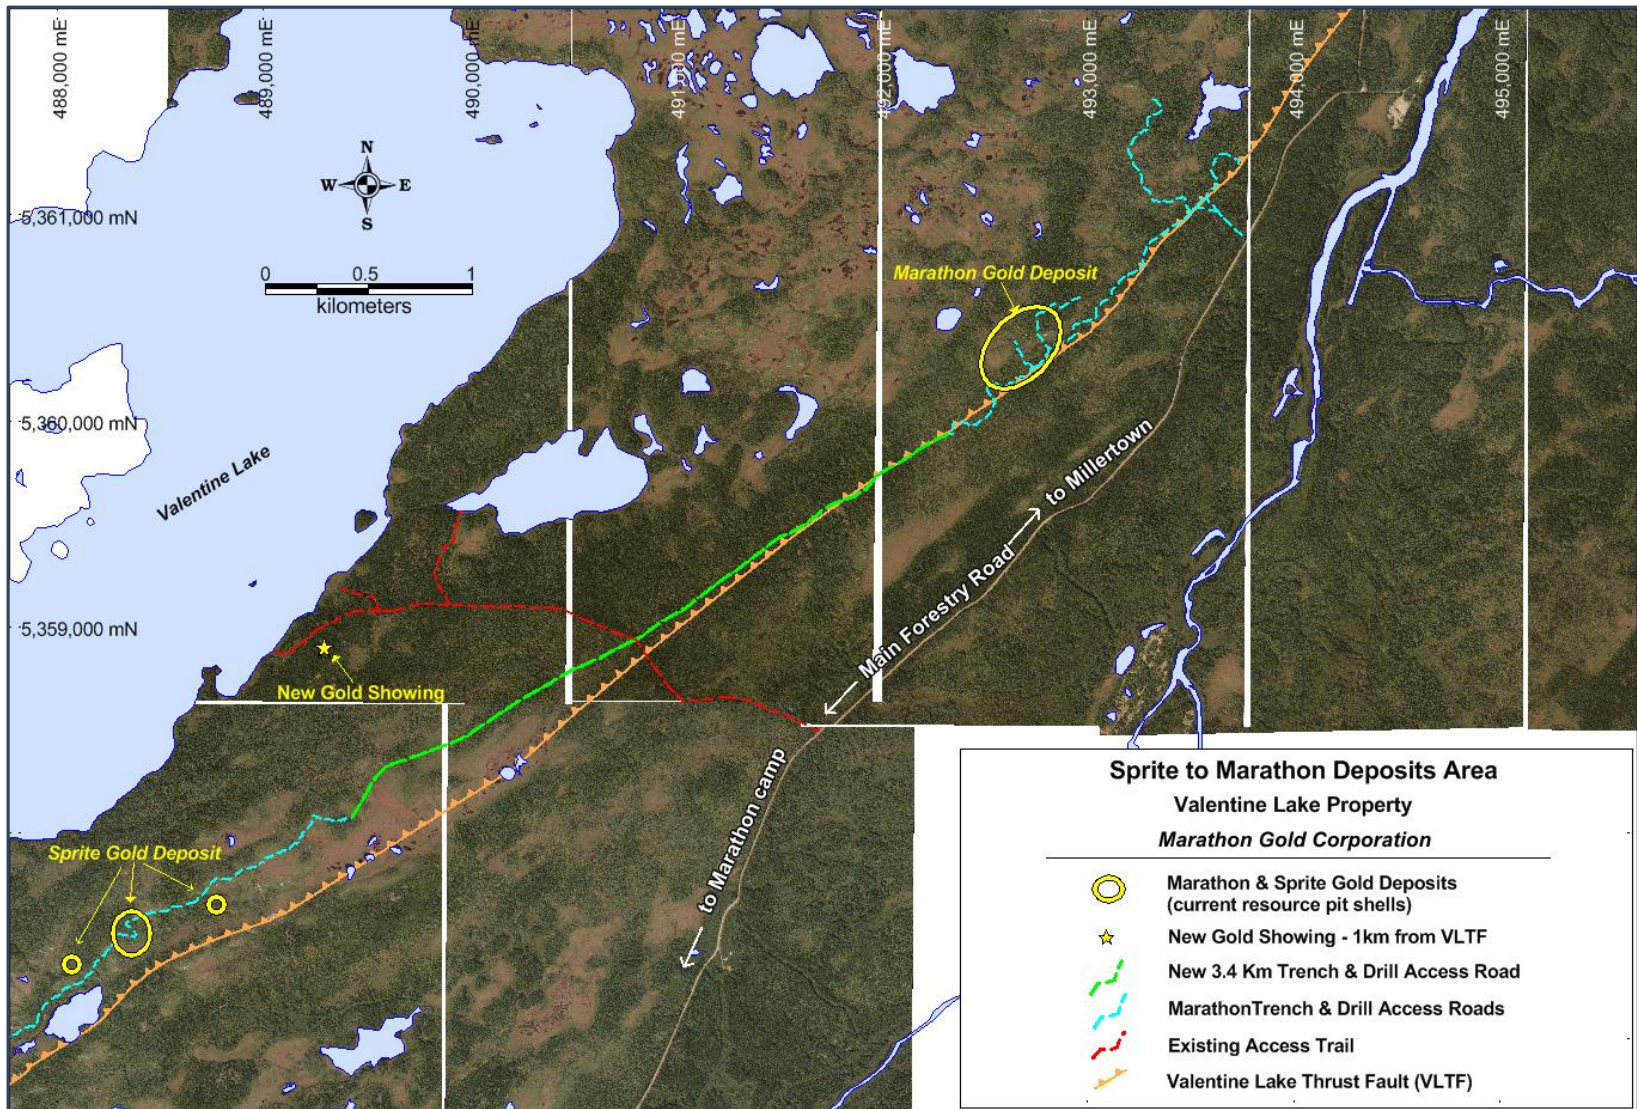 488,000 mE
489,000 mE
490,000 mE
491,000 mE
492,000 mE
493,000 mE
494,000 mE
495,000 mE
N
W E
S
5,361,000 mN
0 0.5 1
kilometers
Marathon Gold Deposit
5,360,000 mN
Valentine Lake
to Millertown
Main Forestry Road
5,359,000 mN
New Gold Showing
to Marathon camp
Sprite Gold Deposit
Sprite to Marathon Deposits Area
Valentine Lake Property
Marathon Gold Corporation
Marathon & Sprite Gold Deposits
(current resource pit shells)
New Gold Showing - 1km from VLTF
New 3.4 Km Trench & Drill Access Road
MarathonTrench & Drill Access Roads
Existing Access Trail
Valentine Lake Thrust Fault (VLTF)